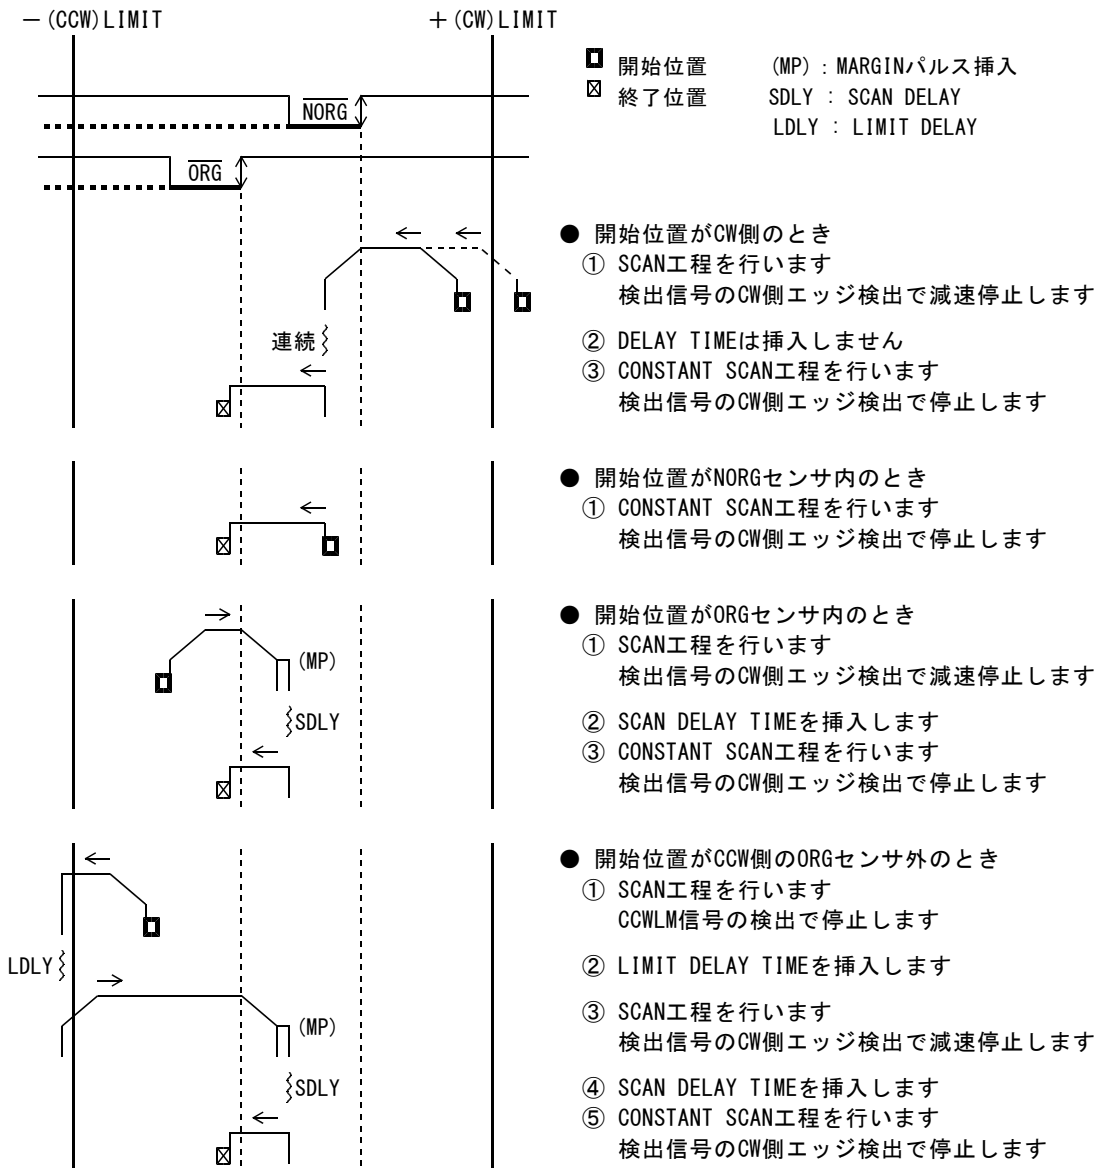 －(CCW)LIMIT
＋(CW)LIMIT
開始位置
(MP)：MARGINパルス挿入
終了位置
SDLY ： SCAN DELAY
LDLY ： LIMIT DELAY
NORG
ORG
● 開始位置がCW側のとき
① SCAN工程を行います
検出信号のCW側エッジ検出で減速停止します
連続
② DELAY TIMEは挿入しません
③ CONSTANT SCAN工程を行います
検出信号のCW側エッジ検出で停止します
● 開始位置がNORGセンサ内のとき
① CONSTANT SCAN工程を行います
検出信号のCW側エッジ検出で停止します
● 開始位置がORGセンサ内のとき
① SCAN工程を行います
検出信号のCW側エッジ検出で減速停止します
(MP)
SDLY
② SCAN DELAY TIMEを挿入します
③ CONSTANT SCAN工程を行います
検出信号のCW側エッジ検出で停止します
● 開始位置がCCW側のORGセンサ外のとき
① SCAN工程を行います
CCWLM信号の検出で停止します
LDLY
② LIMIT DELAY TIMEを挿入します
③ SCAN工程を行います
検出信号のCW側エッジ検出で減速停止します
(MP)
SDLY
④ SCAN DELAY TIMEを挿入します
⑤ CONSTANT SCAN工程を行います
検出信号のCW側エッジ検出で停止します